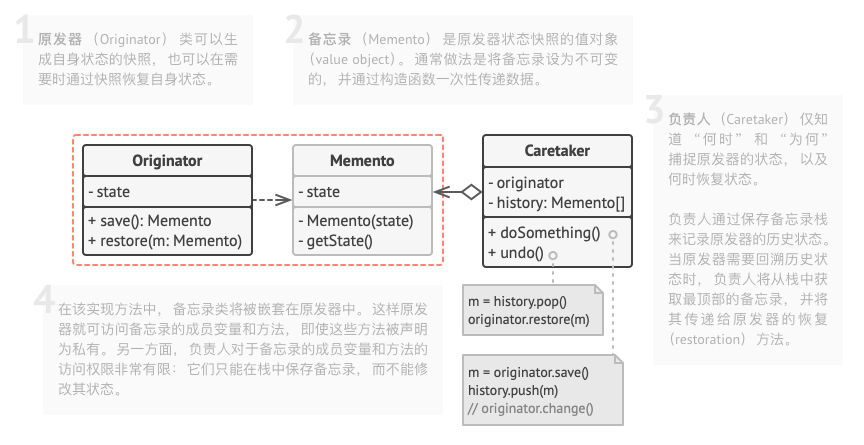 1
原发器 （Originator） 类可以生
成自身状态的快照， 也可以在需
要时通过快照恢复自身状态。
2
备忘录 （Memento） 是原发器状态快照的值对象
（value object）。 通常做法是将备忘录设为不可变
的， 并通过构造函数一次性传递数据。
3
负责人 （Caretaker） 仅知
道 “何时” 和 “为何”
捕捉原发器的状态， 以及
何时恢复状态。
负责人通过保存备忘录栈
来记录原发器的历史状态。
当原发器需要回溯历史状
态时， 负责人将从栈中获
取最顶部的备忘录， 并将
其传递给原发器的恢复
（restoration） 方法。
Originator
- state
+ save(): Memento
+ restore(m: Memento)
Memento
- state
- Memento(state)
- getState()
Caretaker
- originator
- history: Memento[]
+ doSomething()
+ undo()
m = history.pop()
originator.restore(m)
m = originator.save()
history.push(m)
// originator.change()
4
在该实现方法中， 备忘录类将被嵌套在原发器中。 这样原发
器就可访问备忘录的成员变量和方法， 即使这些方法被声明
为私有。 另一方面， 负责人对于备忘录的成员变量和方法的
访问权限非常有限： 它们只能在栈中保存备忘录， 而不能修
改其状态。